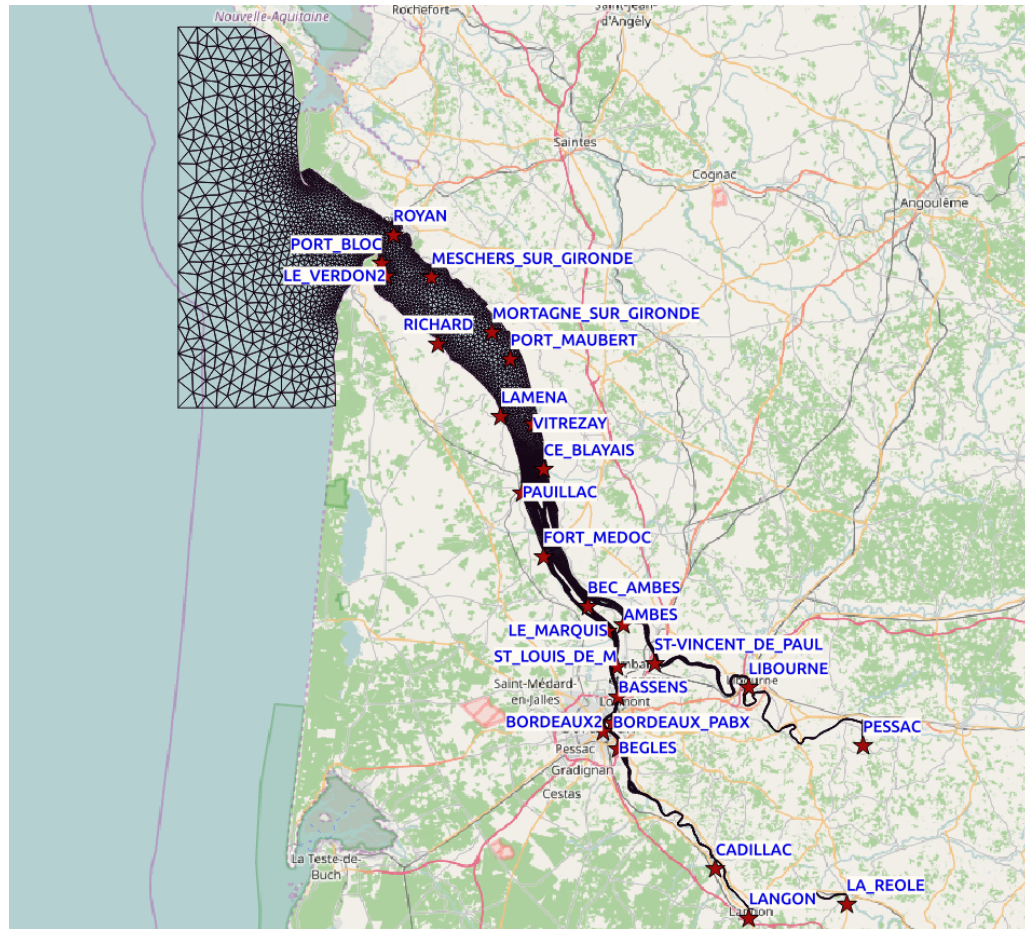 Nouvelle-Aquitaine
Rochefort
d'Angély
Saintes
Cognac
Angoulême
ROYAN
PORT_BLOC
MESCHERS_SUR_GIRONDE
LE_VERDON2
MORTAGNE_SUR_GIRONDE
RICHARD
PORT_MAUBERT
LAMENA
VITREZAY
CE_BLAYAIS
PAUILLAC
FORT_MEDOC
BEC_AMBES
AMBES
LE_MARQUIS
ST-VINCENT_DE_PAUL
ST_LOUIS_DE_M
LIBOURNE
Saint-Médard-
en-Jalles
BASSENS
BORDEAUX2
BORDEAUX_PABX
PESSAC
Pessac
BEGLES
Gradignan
Cestas
CADILLAC
La Teste-de-
Buch
LA_REOLE
LANGON
Langon